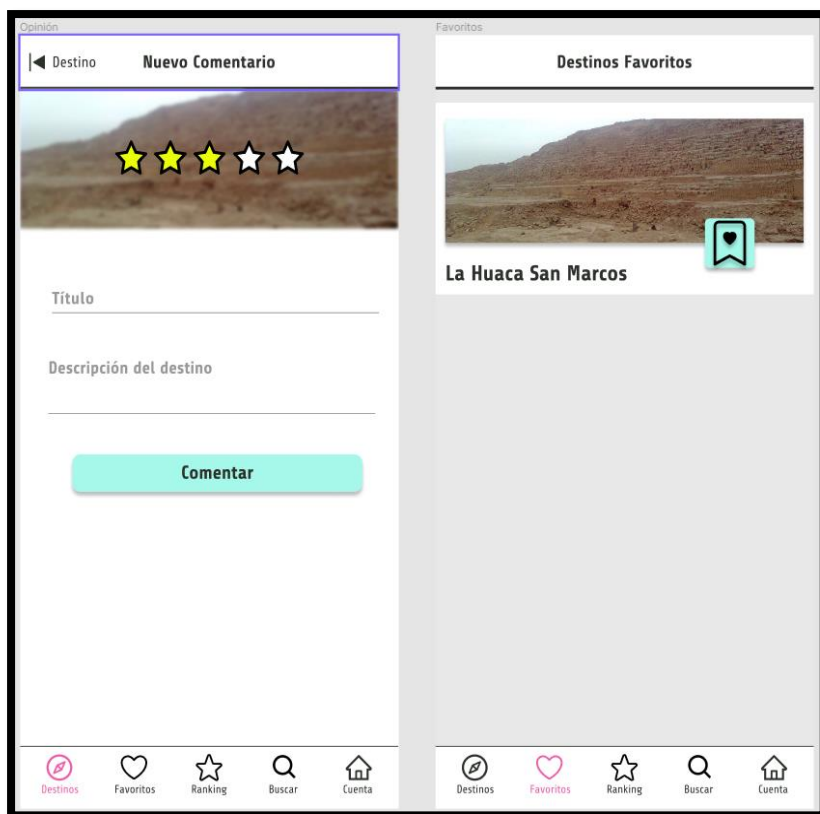 Opinión
Destino
Nuevo Comentario
Título
Descripción del destino
Comentar
Destinos
Favoritos
Ranking
Buscar
Cuenta
Favoritos
Destinos Favoritos
La Huaca San Marcos
Destinos
Favoritos
Ranking
Buscar
Cuenta